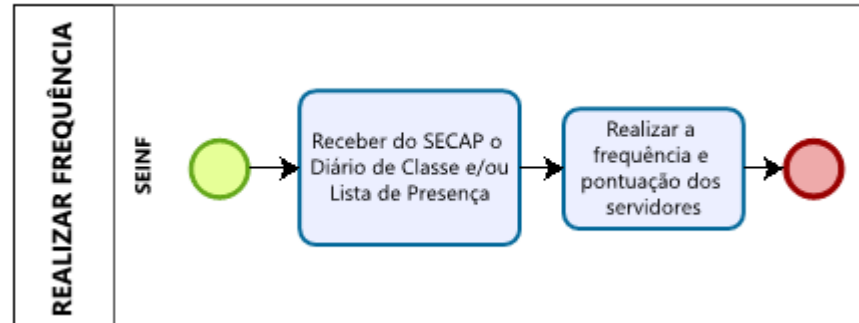 REALIZAR FREQUÊNCIA
SEINF
Receber do SECAP o
Diário de Classe e/ou
Lista de Presença
Realizar a
frequência e
pontuação dos
servidores